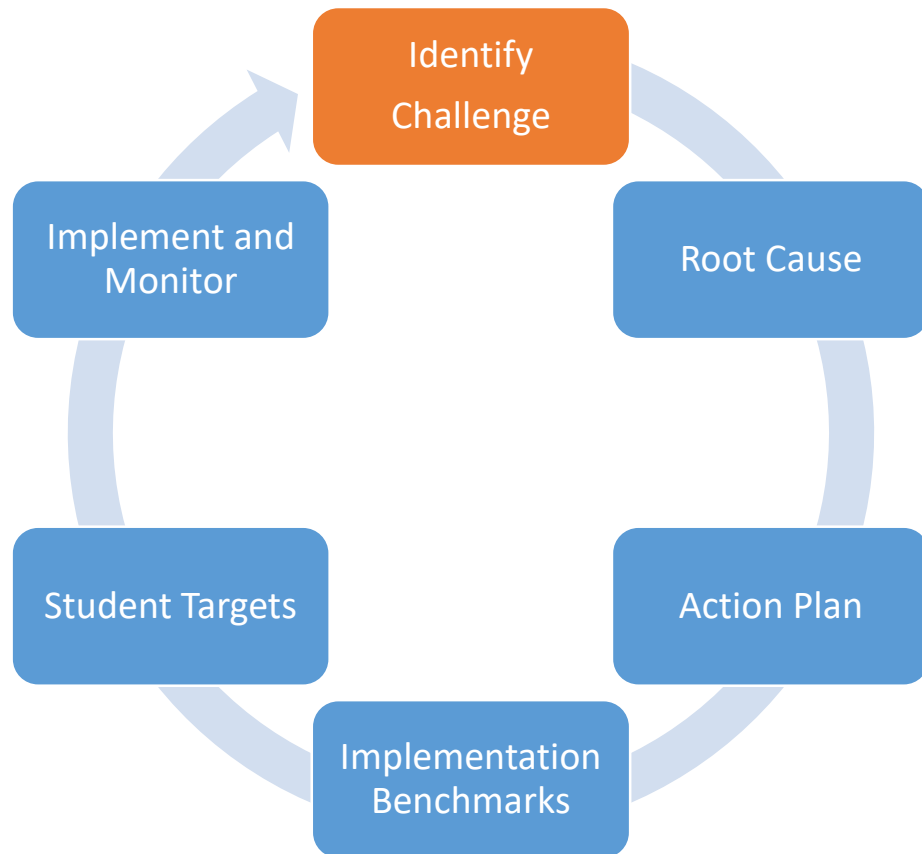 Identify
Challenge
Root Cause
Action Plan
Implementation
Benchmarks
Student Targets
Implement and
Monitor